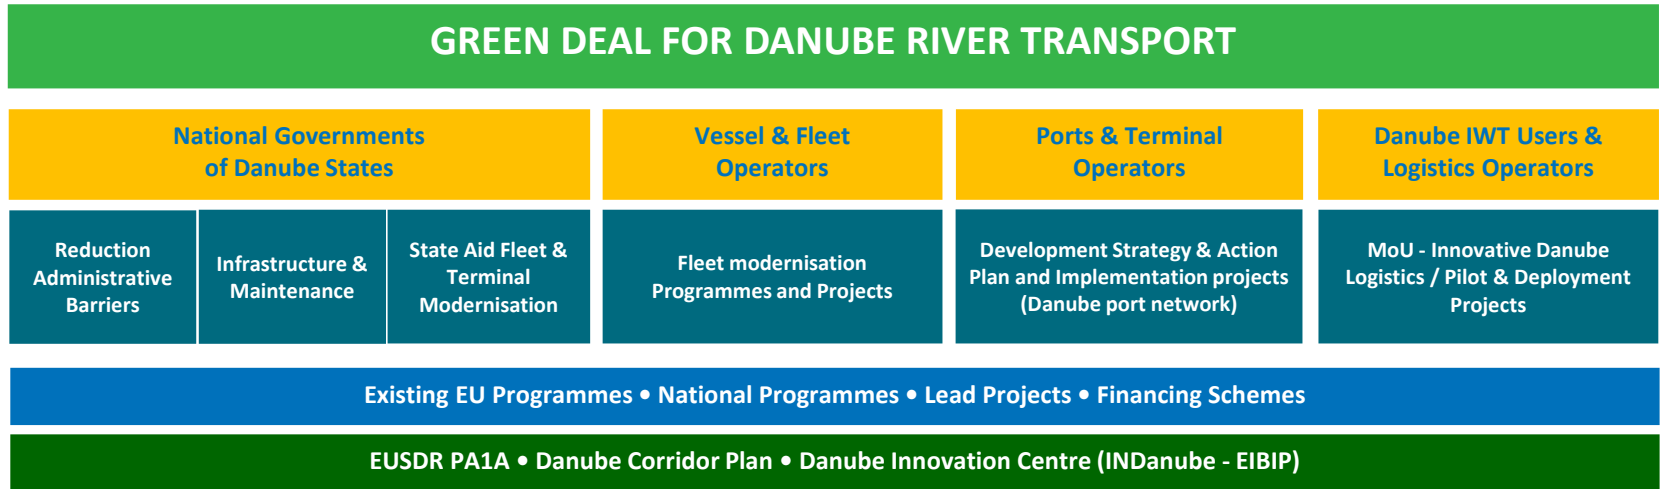 GREEN DEAL FOR DANUBE RIVER TRANSPORT
National Governments
of Danube States
Vessel & Fleet
Operators
Ports & Terminal
Operators
Danube IWT Users &
Logistics Operators
Reduction
Administrative
Barriers
Infrastructure &
Maintenance
State Aid Fleet &
Terminal
Modernisation
Fleet modernisation
Programmes and Projects
Development Strategy & Action
Plan and Implementation projects
(Danube port network)
MoU - Innovative Danube
Logistics / Pilot & Deployment
Projects
Existing EU Programmes • National Programmes • Lead Projects • Financing Schemes
EUSDR PA1A • Danube Corridor Plan • Danube Innovation Centre (INDanube - EIBIP)